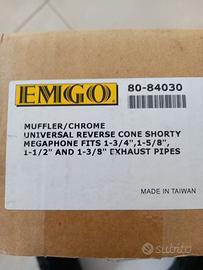 EMGO. 80-84030
MUFFLER/CHROME
UNIVERSAL REVERSE CONE SHORTY
MEGAPHONE FITS 1-3/4",1-5/8",
1-1/2" AND 1-3/8" EXHAUST PIPES
MADE IN TAIWAN
subito